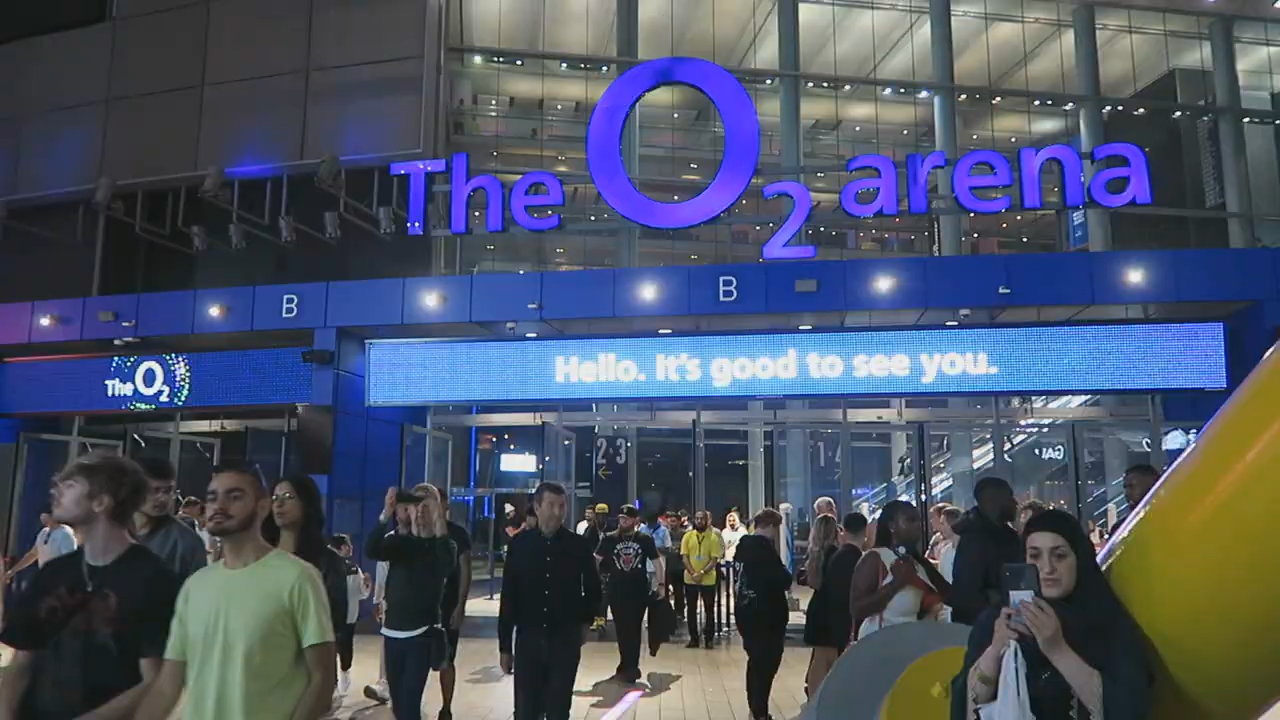 The O2 arena
B
B
The O2
Hello. It's good to see you.
2·3
1·4